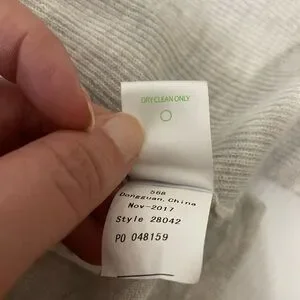 DRY CLEAN ONLY
568
Dongguan,China
Nov-2017
Style 28042
PO 048159